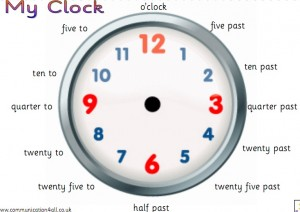 My Clock
o'clock
five to
five past
ten to
ten past
quarter to
quarter past
twenty to
twenty past
twenty five to
twenty five past
half past
12
11
1
10
2
9
3
8
4
7
5
6
www.communication4all.co.uk